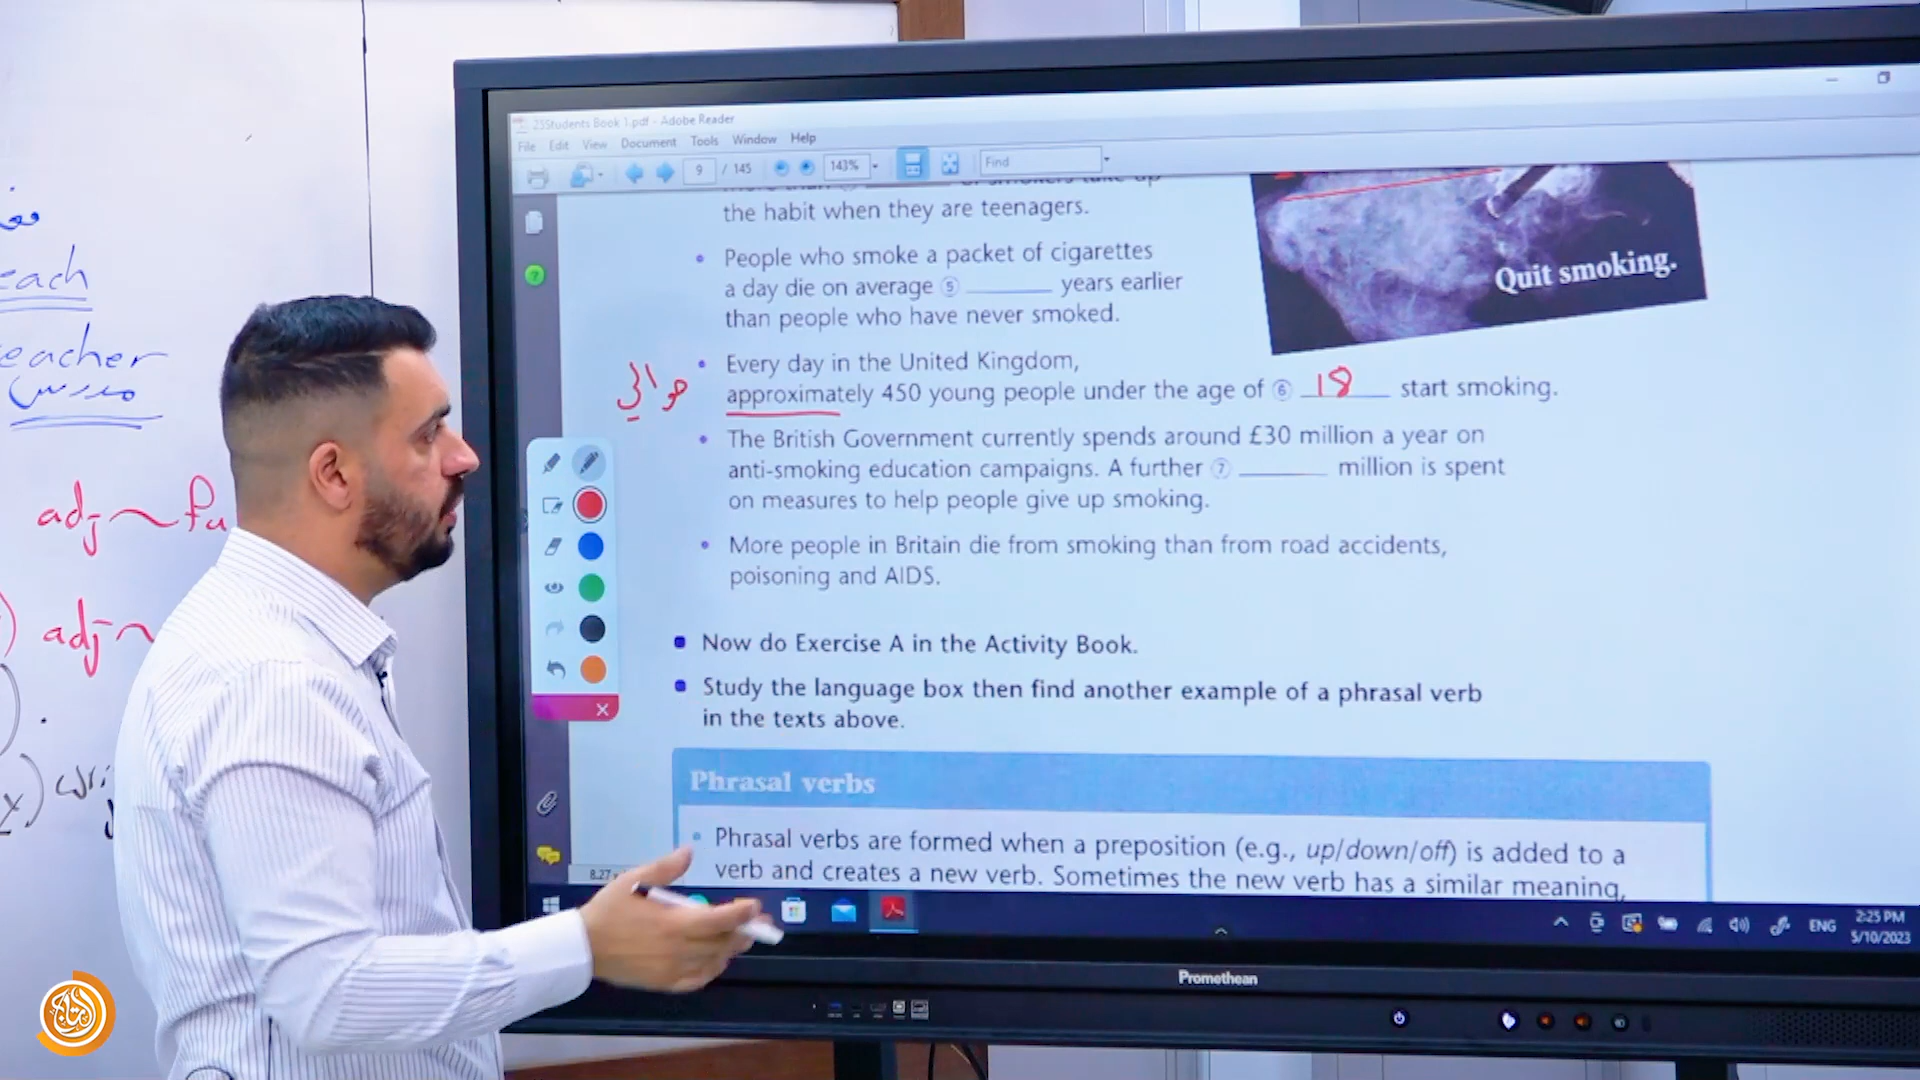 each
eacher
مدرس
adj ~ fu
adj ~
25Students Book 1.pdf - Adobe Reader
File Edit View Document Tools Window Help
9 / 145 143% Find
the habit when they are teenagers.
• People who smoke a packet of cigarettes
a day die on average ⑤ ______ years earlier
than people who have never smoked.
Quit smoking.
• Every day in the United Kingdom,
حوالي approximately 450 young people under the age of ⑥ 18 start smoking.
• The British Government currently spends around £30 million a year on
anti-smoking education campaigns. A further ⑦ ______ million is spent
on measures to help people give up smoking.
• More people in Britain die from smoking than from road accidents,
poisoning and AIDS.
Now do Exercise A in the Activity Book.
Study the language box then find another example of a phrasal verb
in the texts above.
Phrasal verbs
• Phrasal verbs are formed when a preposition (e.g., up/down/off) is added to a
verb and creates a new verb. Sometimes the new verb has a similar meaning,
8.27
ENG
2:25 PM
5/10/2023
Promethean